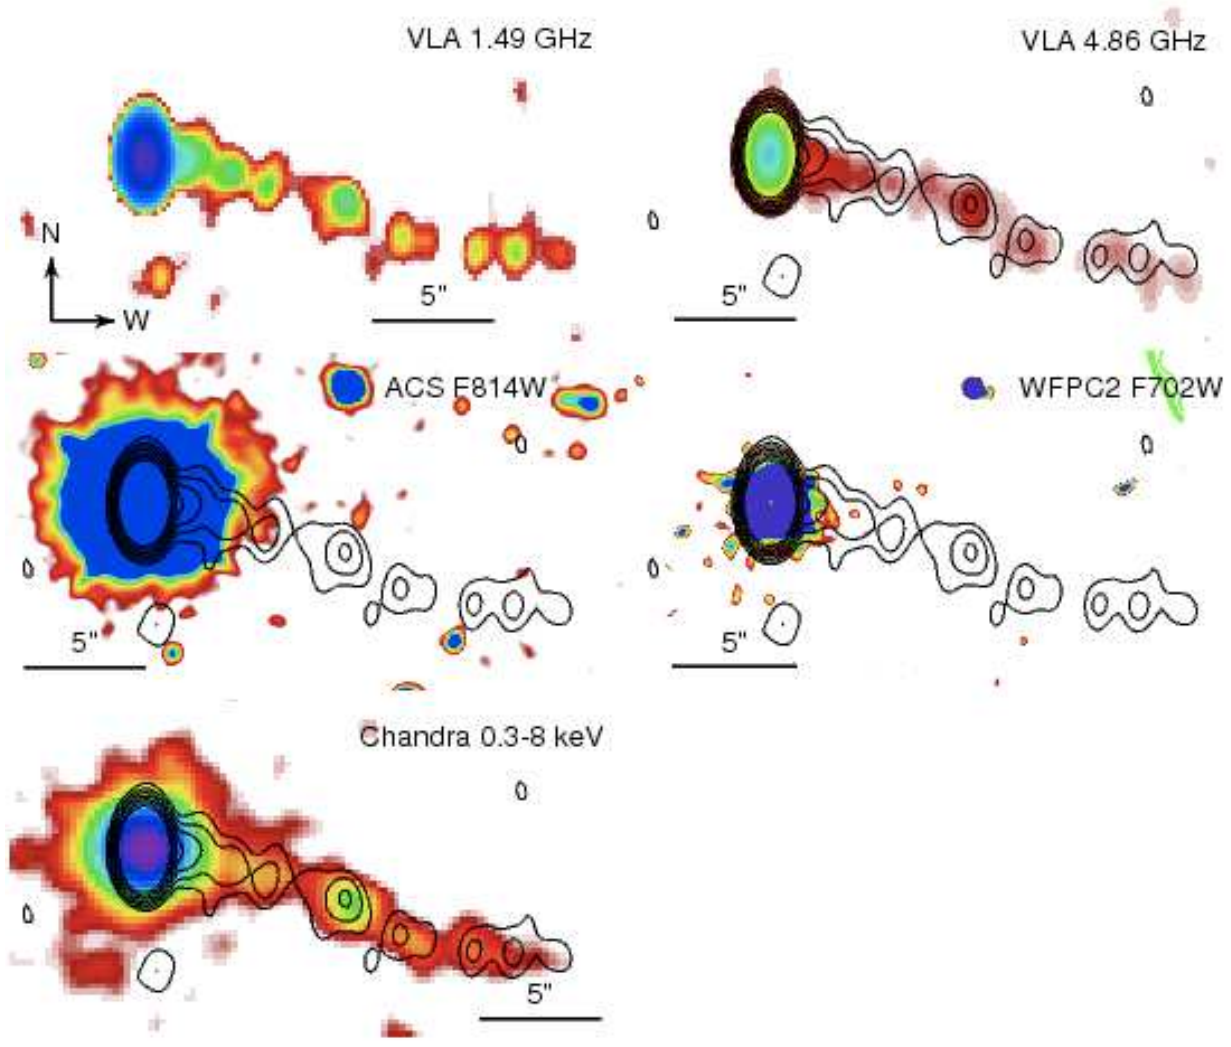 VLA 1.49 GHz
VLA 4.86 GHz
N
W
5"
5"
ACS F814W
WFPC2 F702W
5"
5"
Chandra 0.3-8 keV
5"